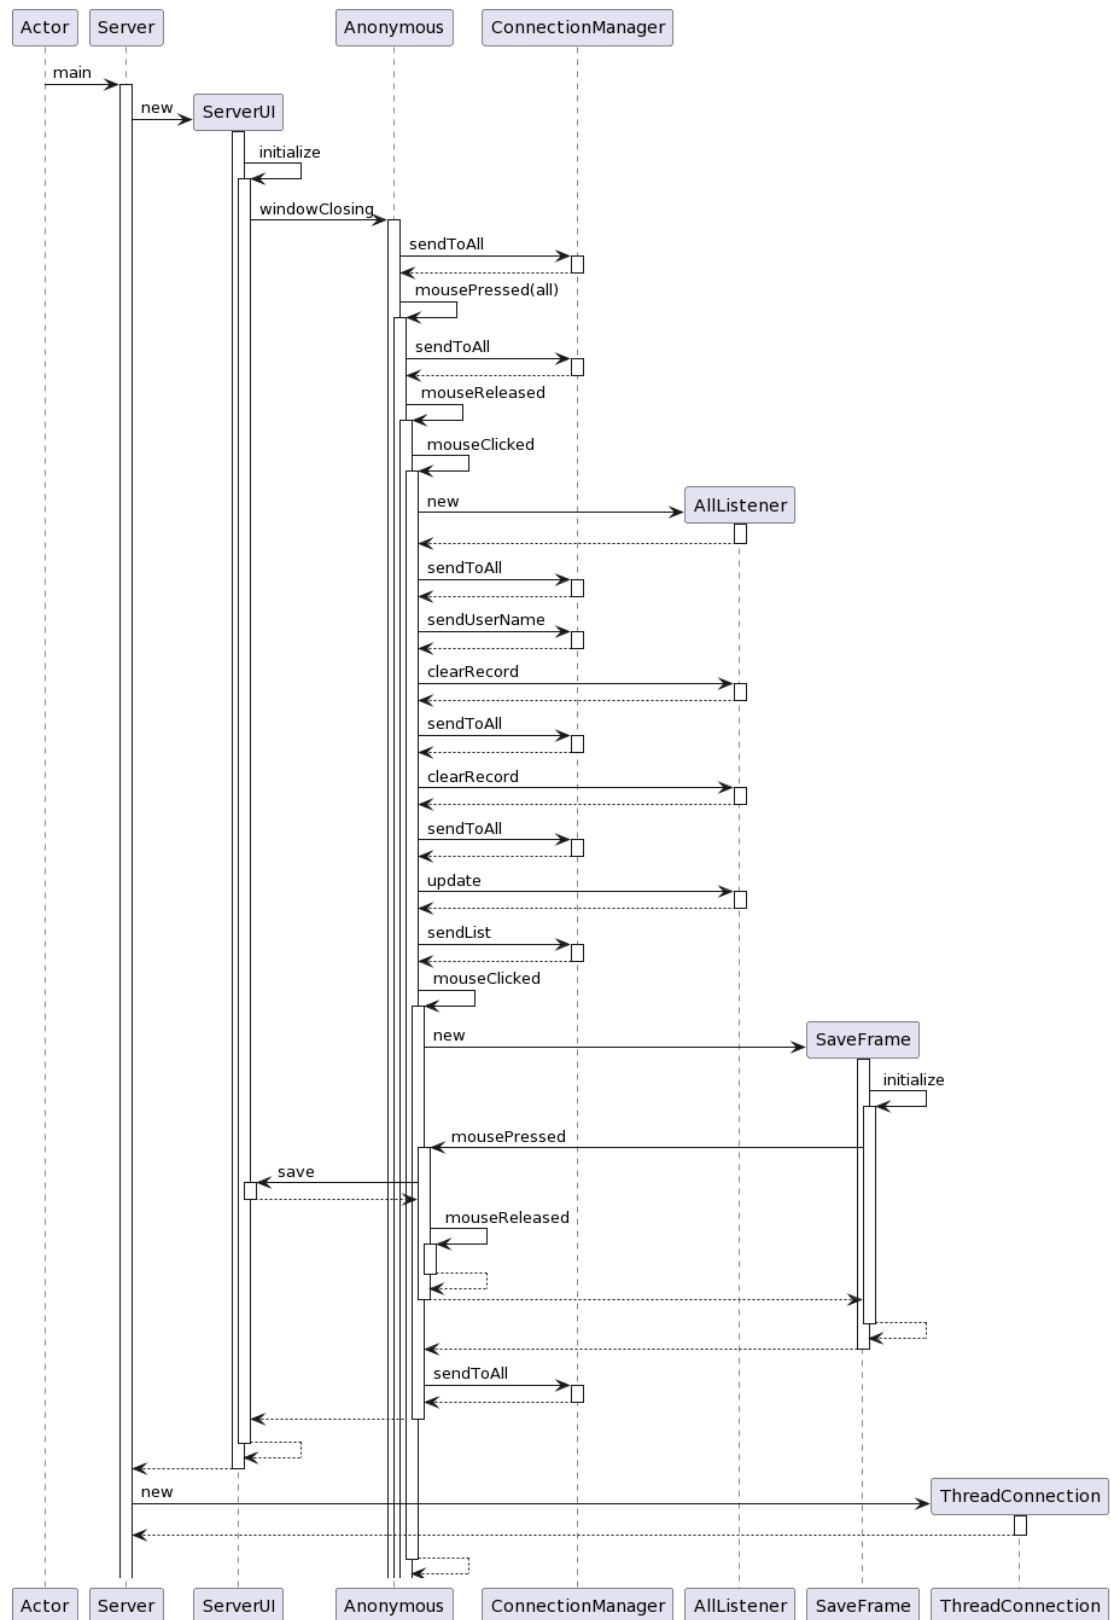 Actor Server Anonymous ConnectionManager
main
new
ServerUI
initialize
windowClosing
sendToAll
mousePressed(all)
sendToAll
mouseReleased
mouseClicked
new
AllListener
sendToAll
sendUserName
clearRecord
sendToAll
clearRecord
sendToAll
update
sendList
mouseClicked
new
SaveFrame
initialize
mousePressed
save
mouseReleased
sendToAll
new
ThreadConnection
Actor Server ServerUI Anonymous ConnectionManager AllListener SaveFrame ThreadConnection